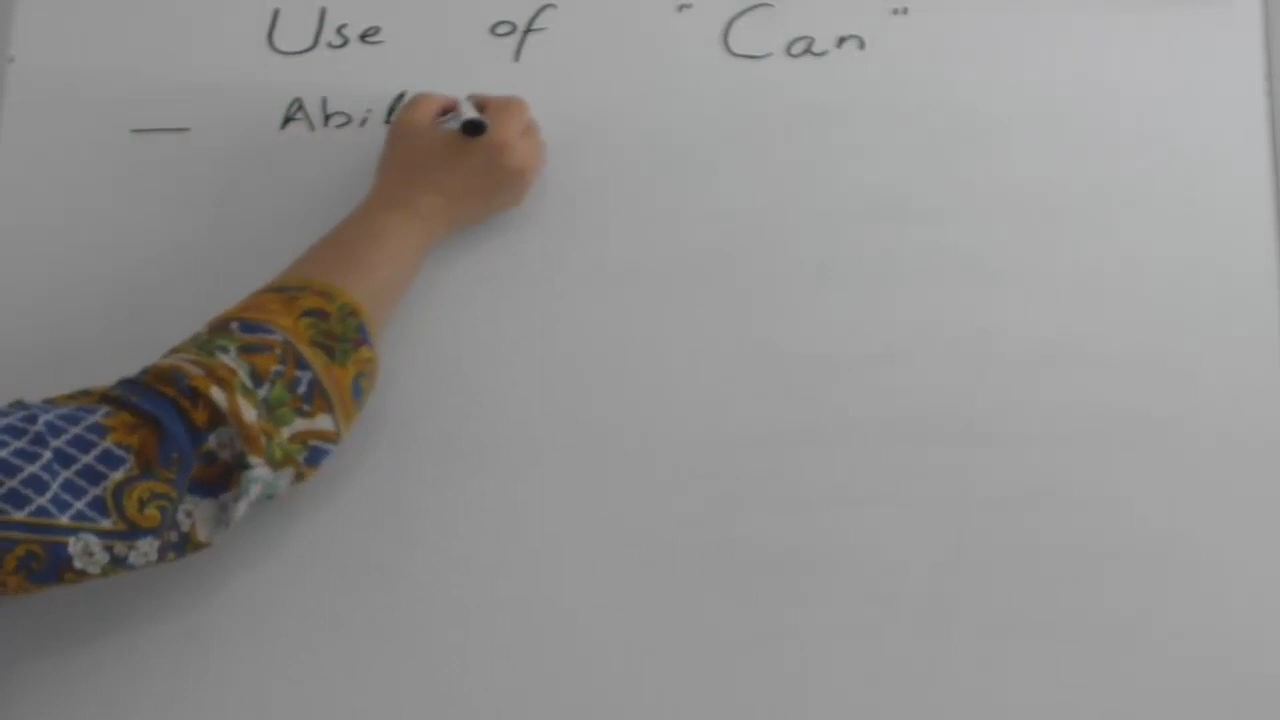 Use of "Can"
— Abil